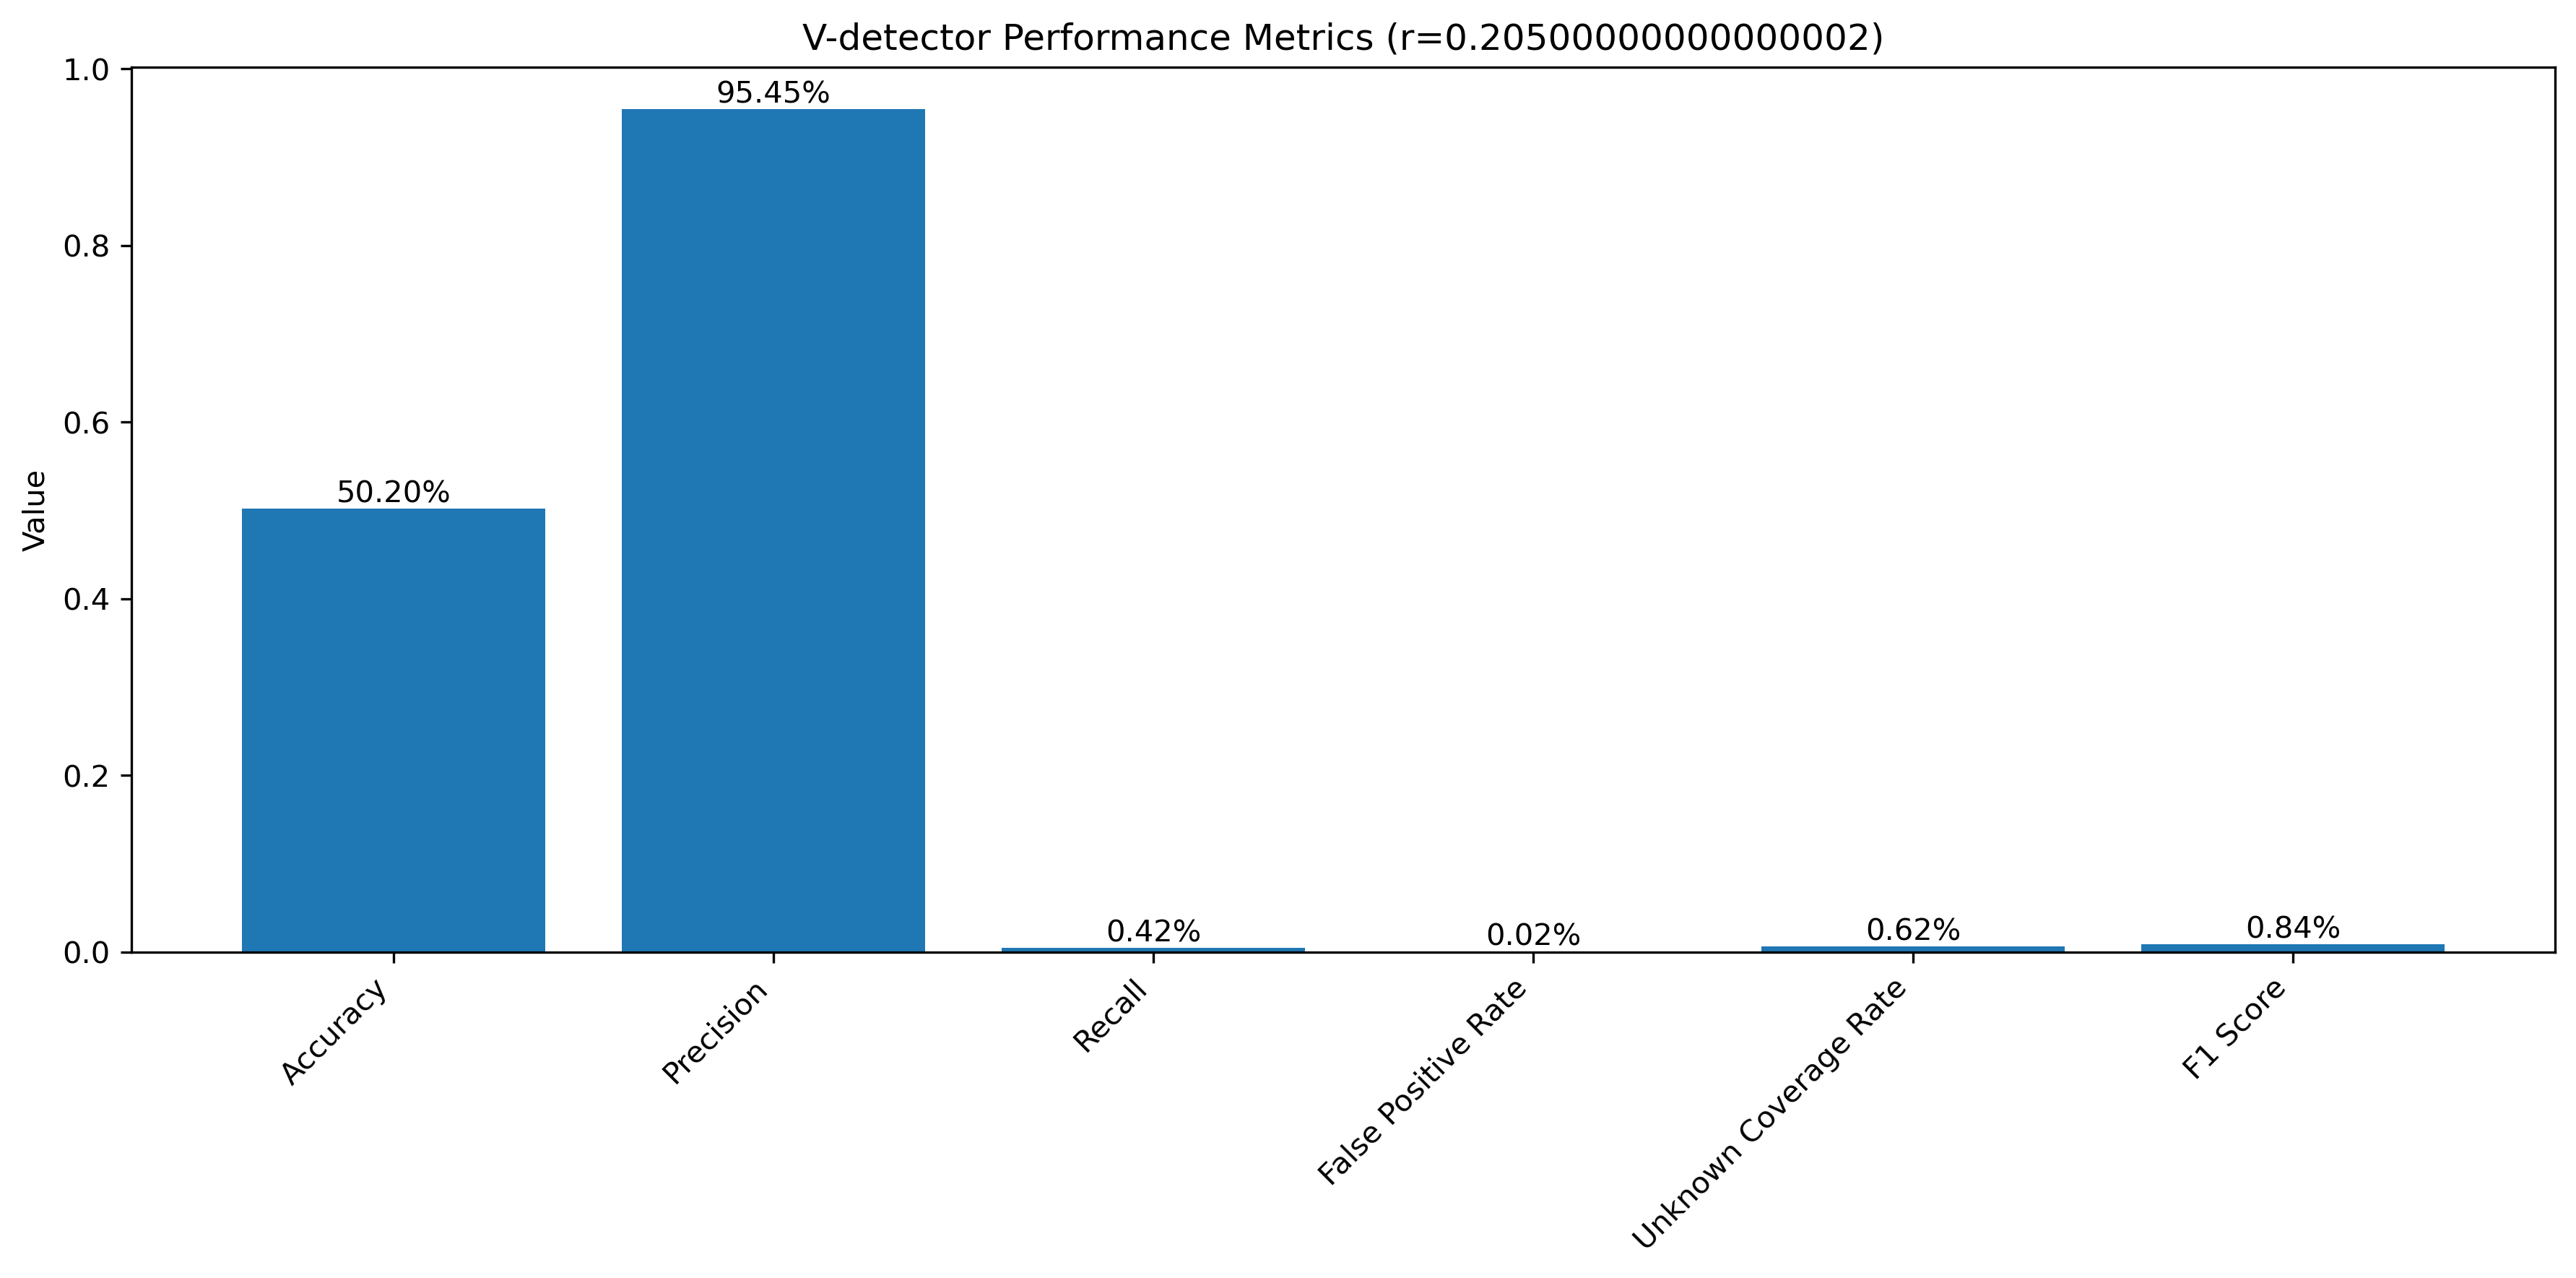 V-detector Performance Metrics (r=0.20500000000000002)
1.0
0.8
0.6
0.4
0.2
0.0
Value
50.20%
95.45%
0.42%
0.02%
0.62%
0.84%
Accuracy
Precision
Recall
False Positive Rate
Unknown Coverage Rate
F1 Score